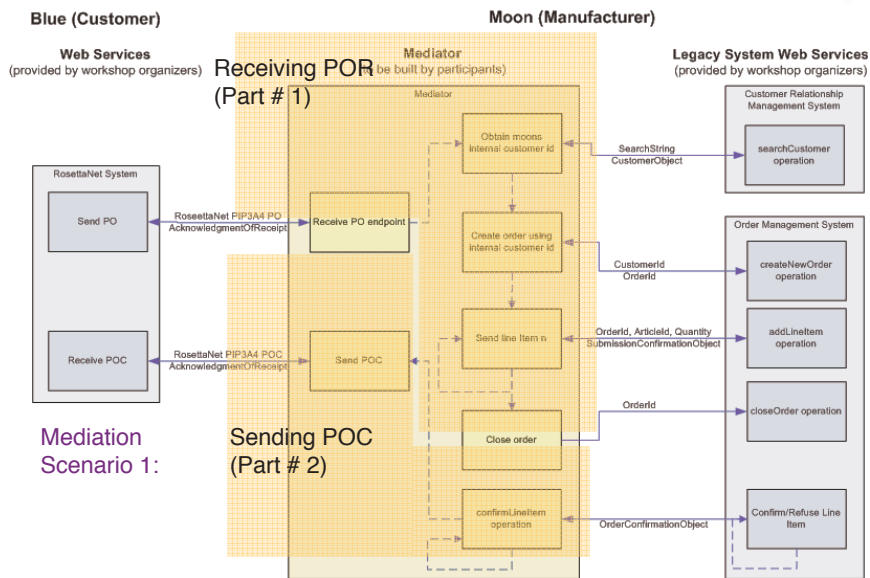 Blue (Customer)
Moon (Manufacturer)
Web Services
(provided by workshop organizers)
Receiving POR
(Part # 1)
Mediator
be built by participants)
Mediator
Legacy System Web Services
(provided by workshop organizers)
Customer Relationship
Management System
searchCustomer
operation
SearchString
CustomerObject
Obtain moons
internal customer id
RosettaNet System
Send PO
RoseettaNet PIP3A4 PO
AcknowledgmentOfReceipt
Receive PO endpoint
Create order using
internal customer id
CustomerId
OrderId
Order Management System
createNewOrder
operation
Receive POC
RosettaNet PIP3A4 POC
AcknowledgmentOfReceipt
Send POC
Send line Item n
OrderId, ArticleId, Quantity
SubmissionConfirmationObject
addLineItem
operation
Mediation
Scenario 1:
Sending POC
(Part # 2)
Close order
OrderId
closeOrder operation
confirmLineItem
operation
OrderConfirmationObject
Confirm/Refuse Line
Item